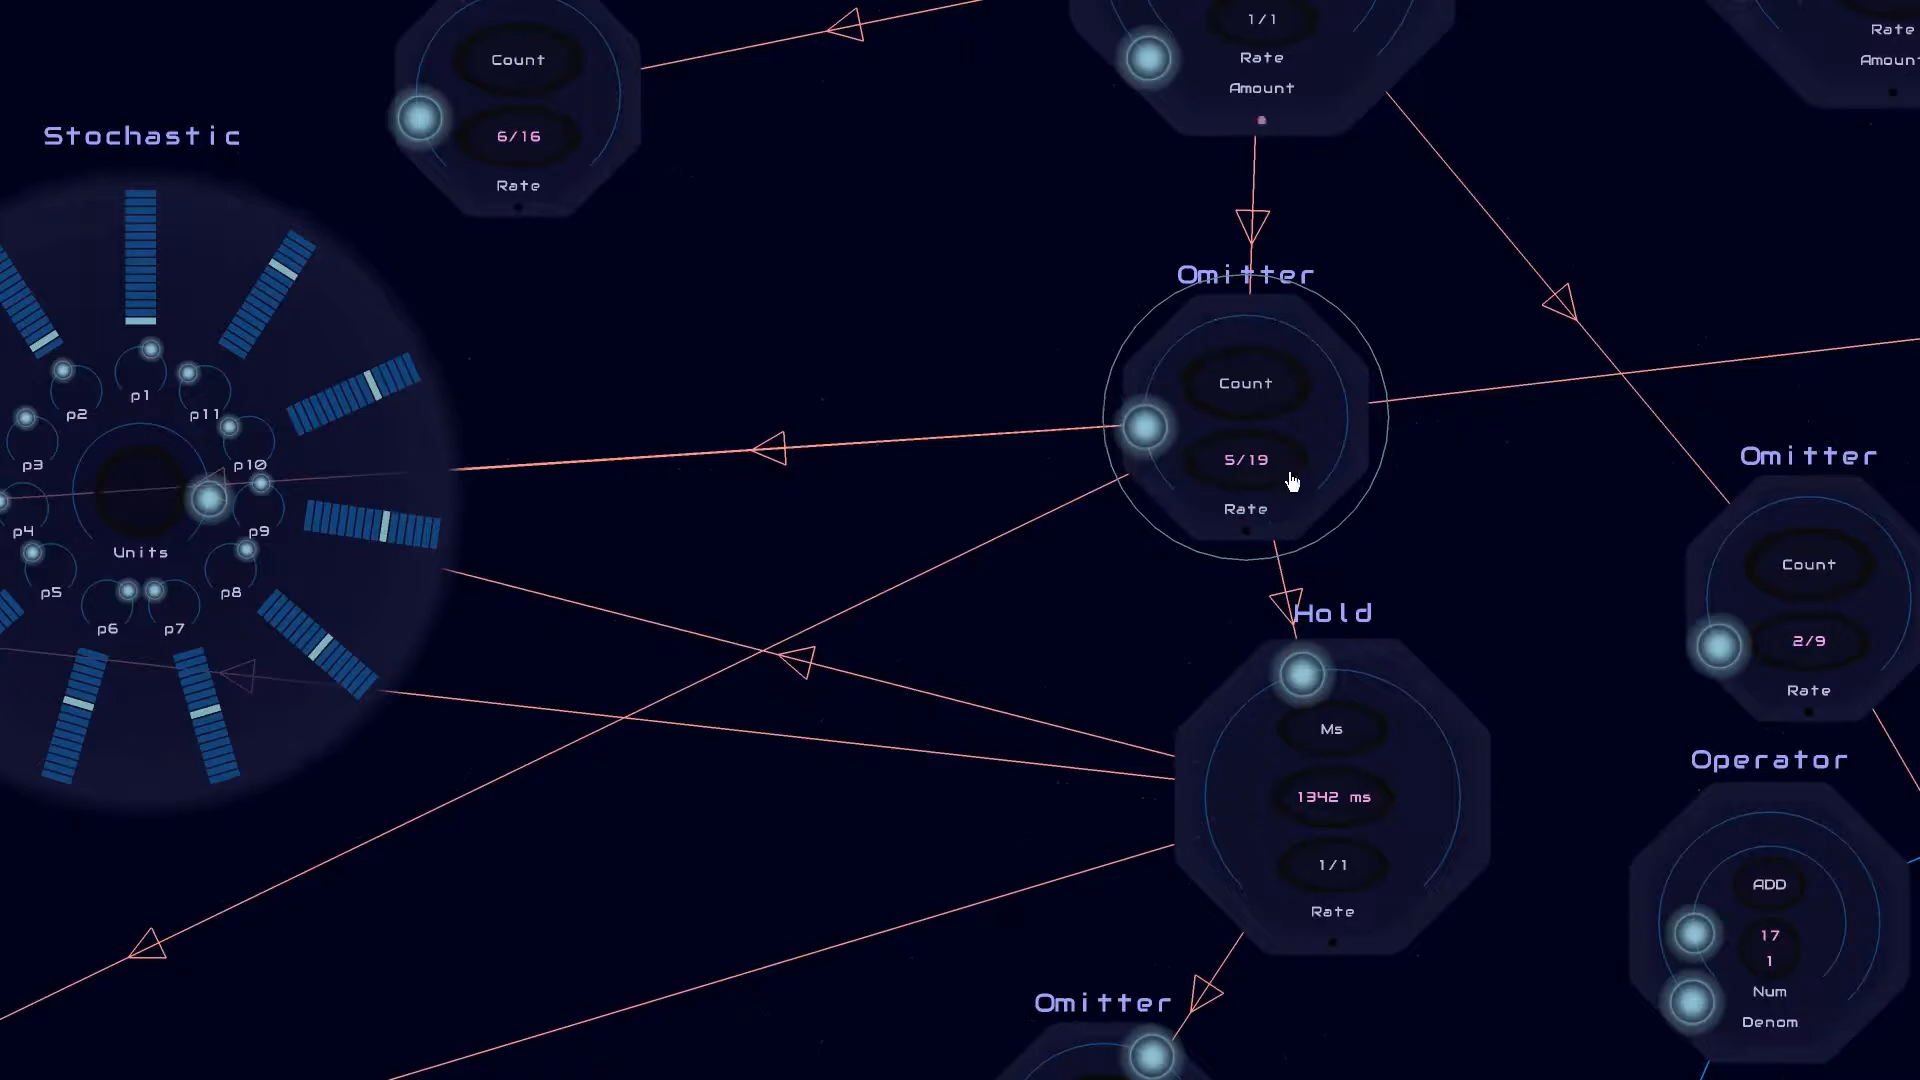 Count
6/16
Rate
1/1
Rate
Amount
Rate
Amount
Stochastic
p1
p2
p11
p3
p10
p4
p9
Units
p5
p8
p6
p7
Omitter
Count
5/19
Rate
Omitter
Count
2/9
Rate
Hold
Ms
1342 ms
1/1
Rate
Operator
ADD
17
1
Num
Denom
Omitter